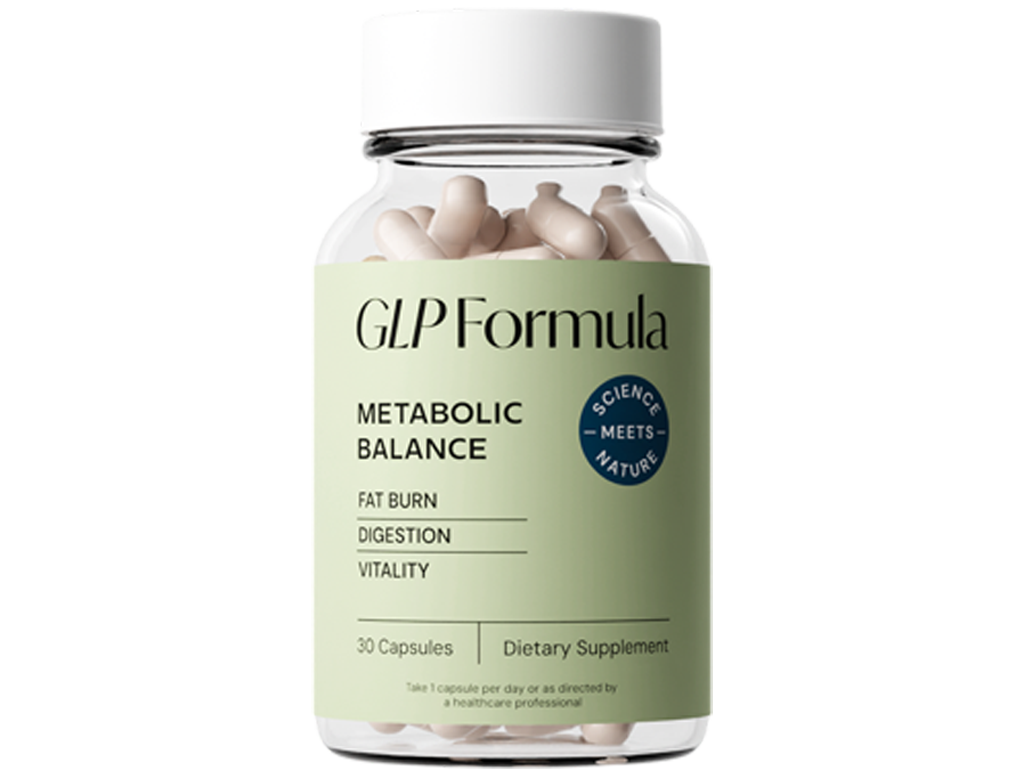 GLP Formula
METABOLIC
BALANCE
SCIENCE
MEETS
NATURE
FAT BURN
DIGESTION
VITALITY
30 Capsules
Dietary Supplement
Take 1 capsule per day or as directed by
a healthcare professional